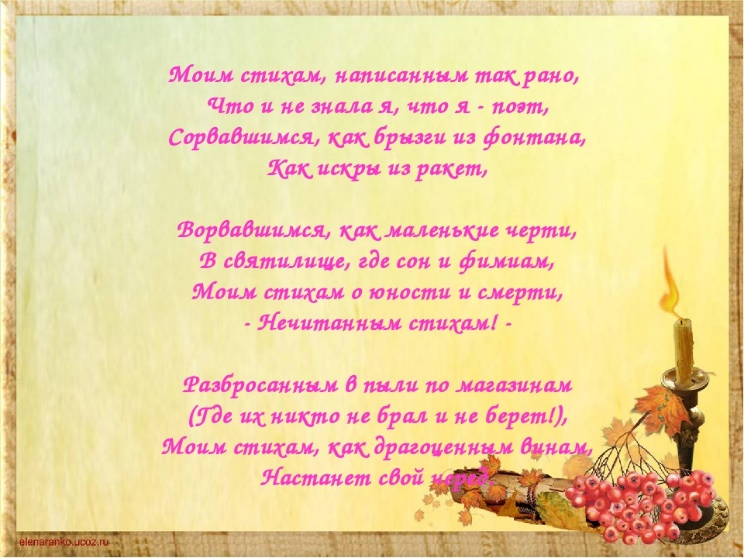 Моим стихам, написанным так рано,
Что и не знала я, что я - поэт,
Сорвавшимся, как брызги из фонтана,
Как искры из ракет,
Ворвавшимся, как маленькие черти,
В святилище, где сон и фимиам,
Моим стихам о юности и смерти,
- Нечитанным стихам! -
Разбросанным в пыли по магазинам
(Где их никто не брал и не берет!),
Моим стихам, как драгоценным винам,
Настанет свой черед.
elenaranko.ucoz.ru